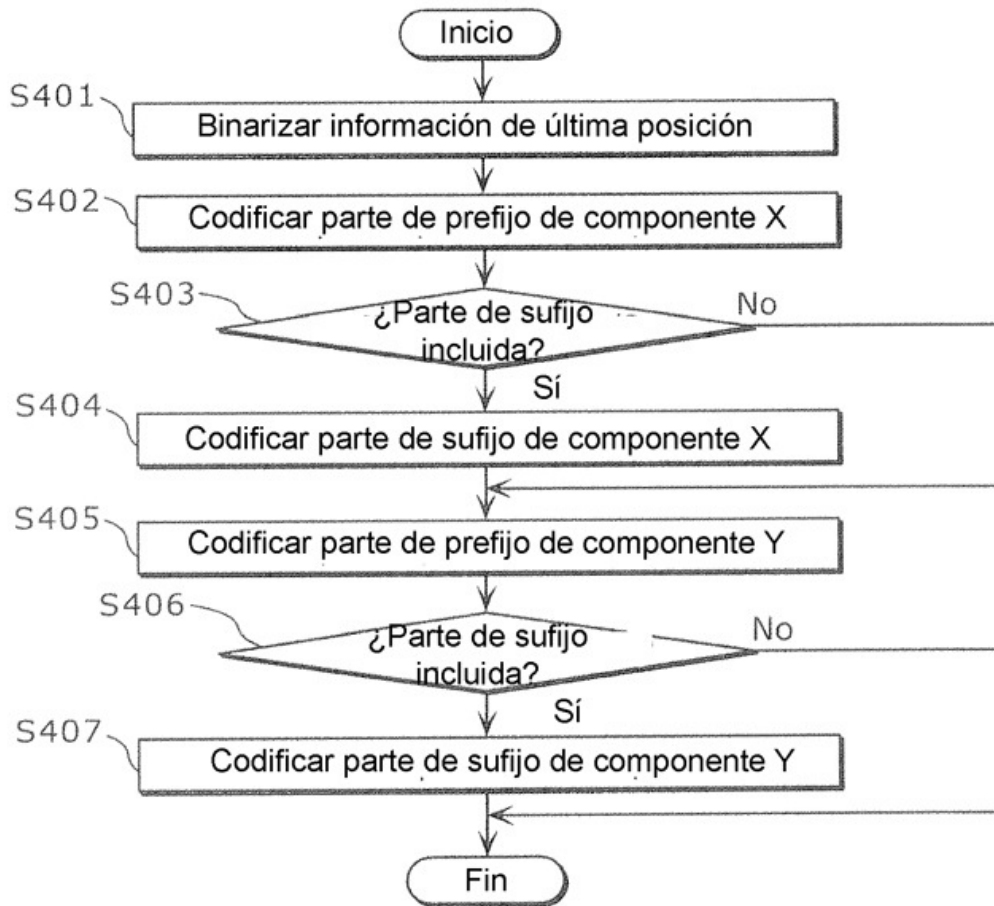 Inicio
S401
Binarizar información de última posición
S402
Codificar parte de prefijo de componente X
S403
¿Parte de sufijo
incluida?
No
Sí
S404
Codificar parte de sufijo de componente X
S405
Codificar parte de prefijo de componente Y
S406
¿Parte de sufijo
incluida?
No
Sí
S407
Codificar parte de sufijo de componente Y
Fin